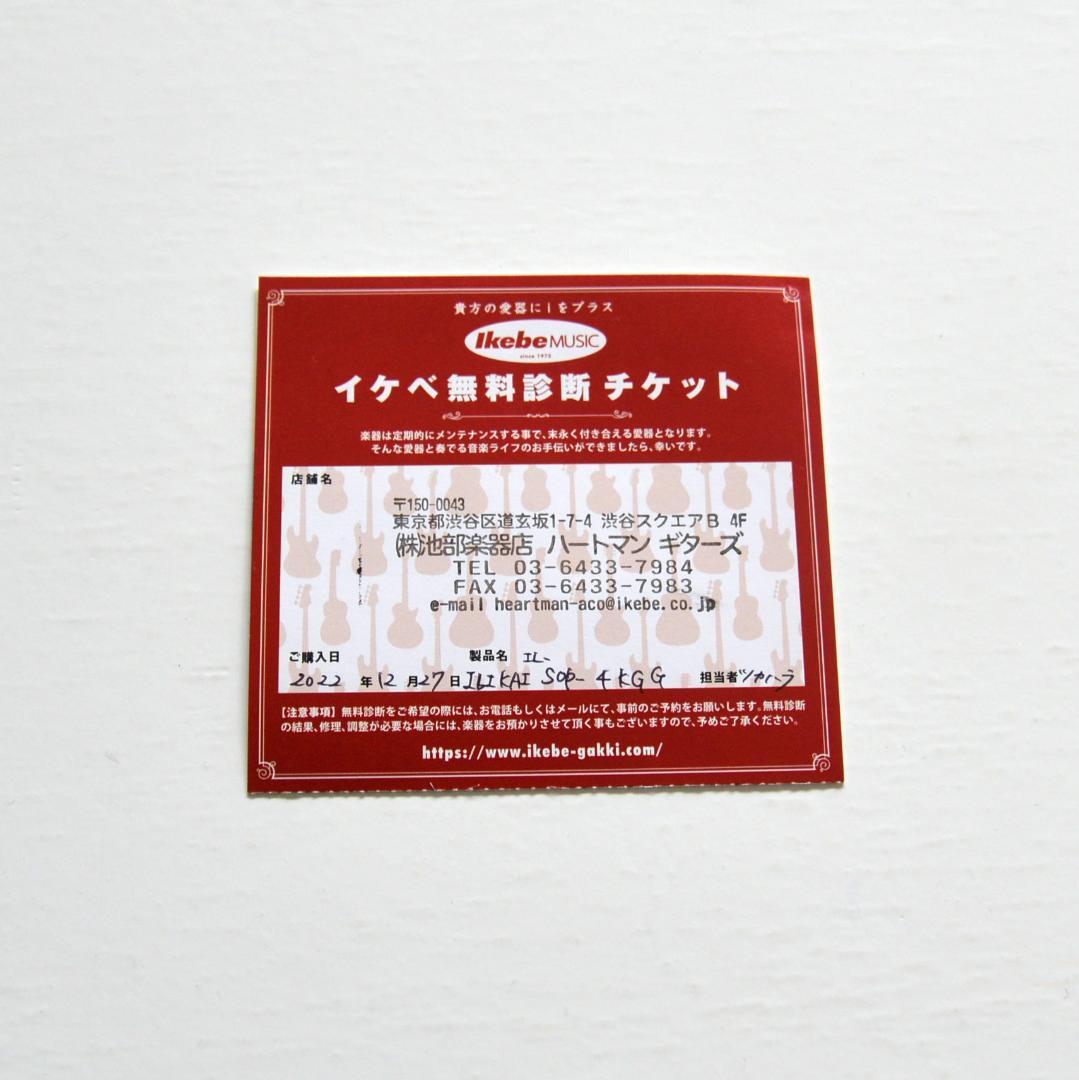 貴方の愛器にiをプラス
Ikebe MUSIC
since 1975
イケベ無料診断チケット
楽器は定期的にメンテナンスする事で、末永く付き合える愛器となります。
そんな愛器と奏でる音楽ライフのお手伝いができましたら、幸いです。
店舗名
〒150-0043
東京都渋谷区道玄坂1-7-4 渋谷スクエアB 4F
㈱池部楽器店 ハートマン ギターズ
TEL 03-6433-7984
FAX 03-6433-7983
e-mail heartman-aco@ikebe.co.jp
ご購入日 製品名
2022 年 12 月 27 日 ILIKAI Sop- 4KGG 担当者 ツカハラ
【注意事項】無料診断をご希望の際には、お電話もしくはメールにて、事前のご予約をお願いします。無料診断
の結果、修理、調整が必要な場合には、楽器をお預かりさせて頂く事もございますので、予めご了承ください。
https://www.ikebe-gakki.com/